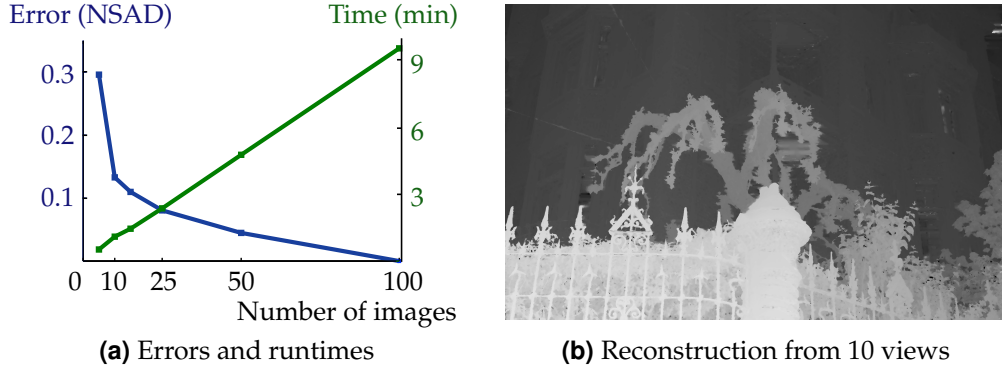 Error (NSAD)
Time (min)
0.3
0.2
0.1
9
6
3
0 10 25 50 100
Number of images
(a) Errors and runtimes
(b) Reconstruction from 10 views